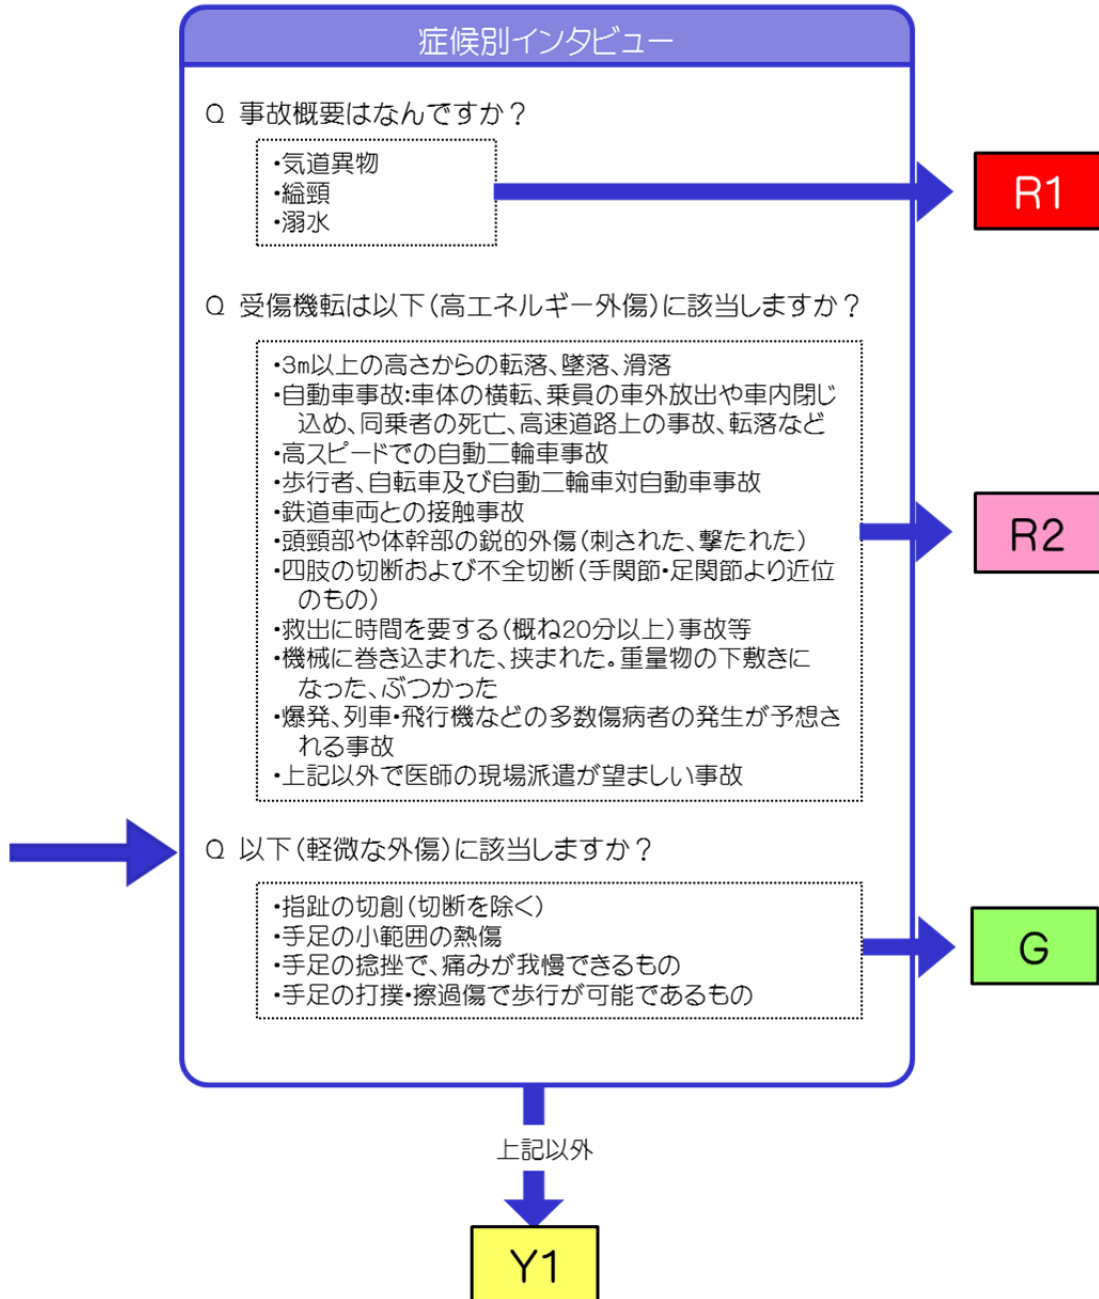 症候別インタビュー
Q 事故概要はなんですか？
・気道異物
・縊頸
・溺水
R1
Q 受傷機転は以下（高エネルギー外傷）に該当しますか？
・3m以上の高さからの転落、墜落、滑落
・自動車事故：車体の横転、乗員の車外放出や車内閉じ
込め、同乗者の死亡、高速道路上の事故、転落など
・高スピードでの自動二輪車事故
・歩行者、自転車及び自動二輪車対自動車事故
・鉄道車両との接触事故
・頭頸部や体幹部の鋭的外傷（刺された、撃たれた）
・四肢の切断および不全切断（手関節・足関節より近位
のもの）
・救出に時間を要する（概ね20分以上）事故等
・機械に巻き込まれた、挟まれた。重量物の下敷きに
なった、ぶつかった
・爆発、列車・飛行機などの多数傷病者の発生が予想さ
れる事故
・上記以外で医師の現場派遣が望ましい事故
R2
Q 以下（軽微な外傷）に該当しますか？
・指趾の切創（切断を除く）
・手足の小範囲の熱傷
・手足の捻挫で、痛みが我慢できるもの
・手足の打撲・擦過傷で歩行が可能であるもの
G
上記以外
Y1